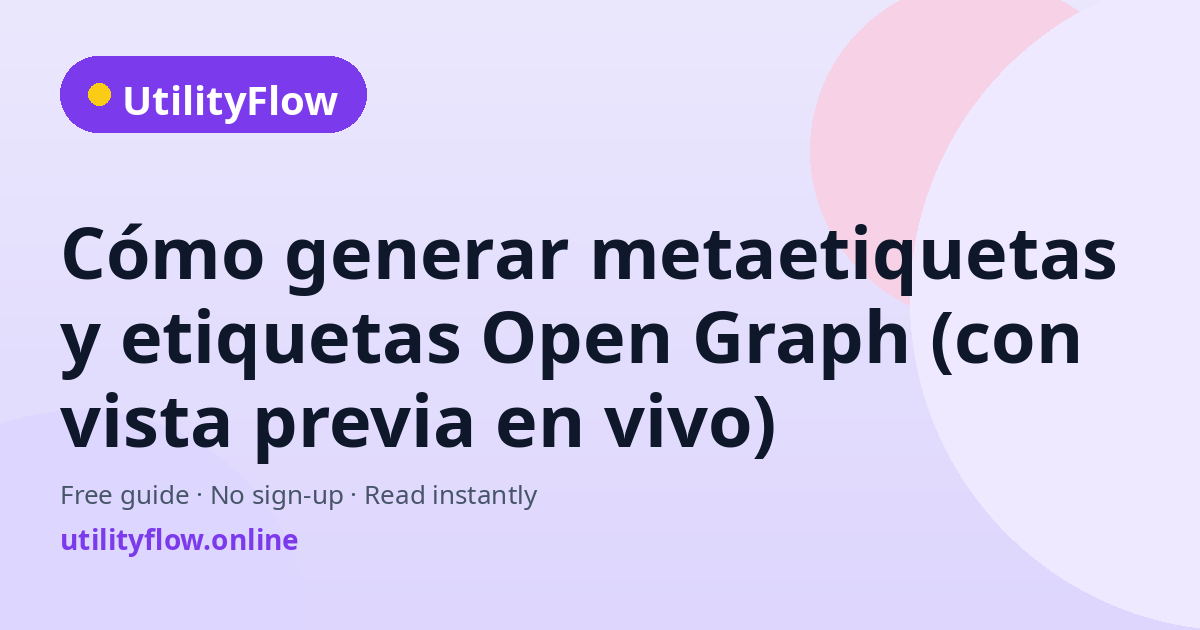 UtilityFlow
Cómo generar metaetiquetas
y etiquetas Open Graph (con
vista previa en vivo)
Free guide · No sign-up · Read instantly
utilityflow.online